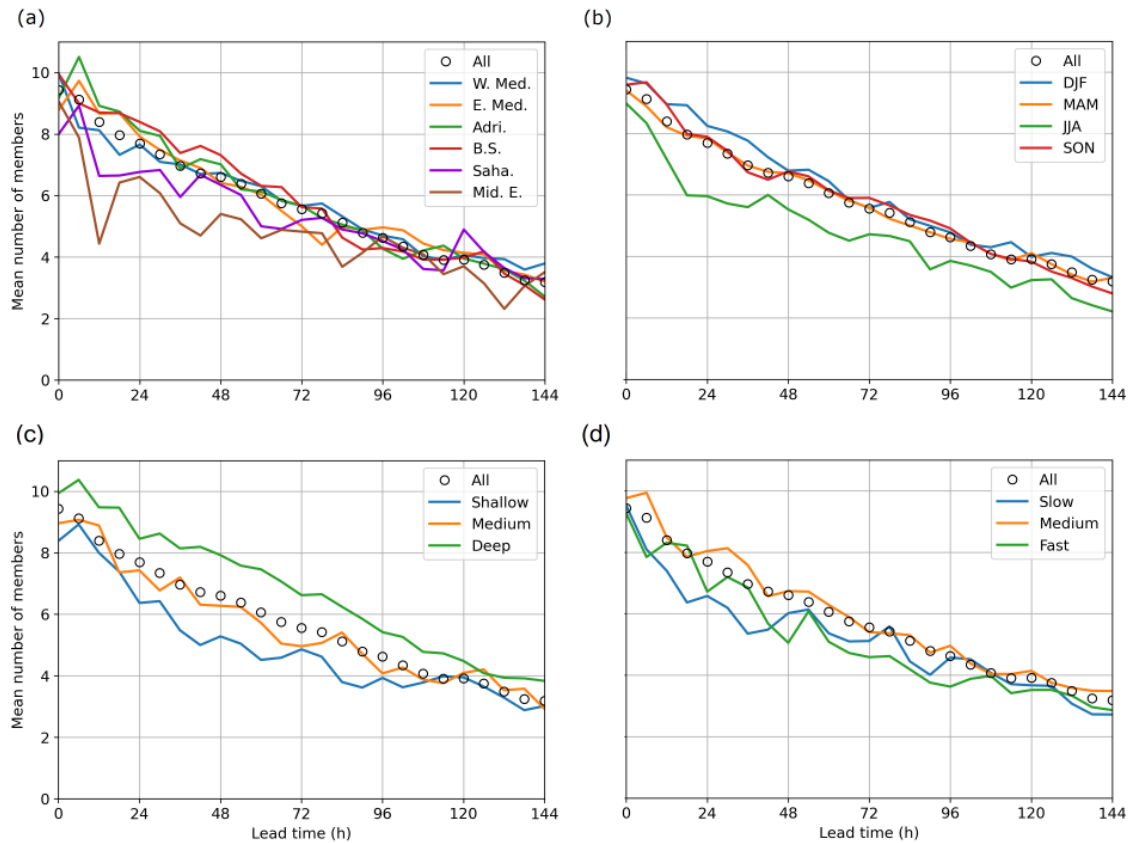 (a)
All
W. Med.
E. Med.
Adri.
B.S.
Saha.
Mid. E.
Mean number of members
10
8
6
4
2
0
0 24 48 72 96 120 144
(b)
All
DJF
MAM
JJA
SON
0 24 48 72 96 120 144
(c)
All
Shallow
Medium
Deep
Mean number of members
10
8
6
4
2
0
0 24 48 72 96 120 144
Lead time (h)
(d)
All
Slow
Medium
Fast
0 24 48 72 96 120 144
Lead time (h)